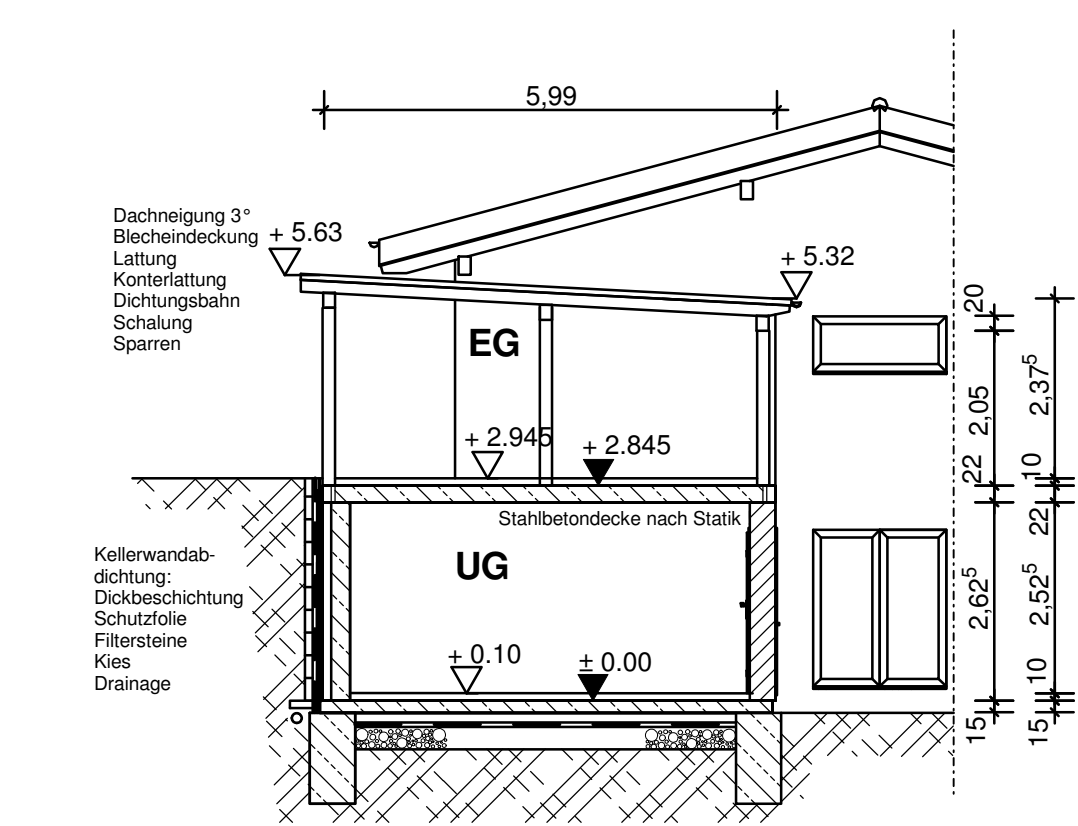 5,99
Dachneigung 3°
Blecheindeckung
Lattung
Konterlattung
Dichtungsbahn
Schalung
Sparren
+ 5.63
+ 5.32
EG
+ 2.945
+ 2.845
Stahlbetondecke nach Statik
UG
+ 0.10
± 0.00
Kellerwandab-
dichtung:
Dickbeschichtung
Schutzfolie
Filtersteine
Kies
Drainage
20
2,05
22
2,62⁵
15
2,37⁵
10
22
2,52⁵
10
15